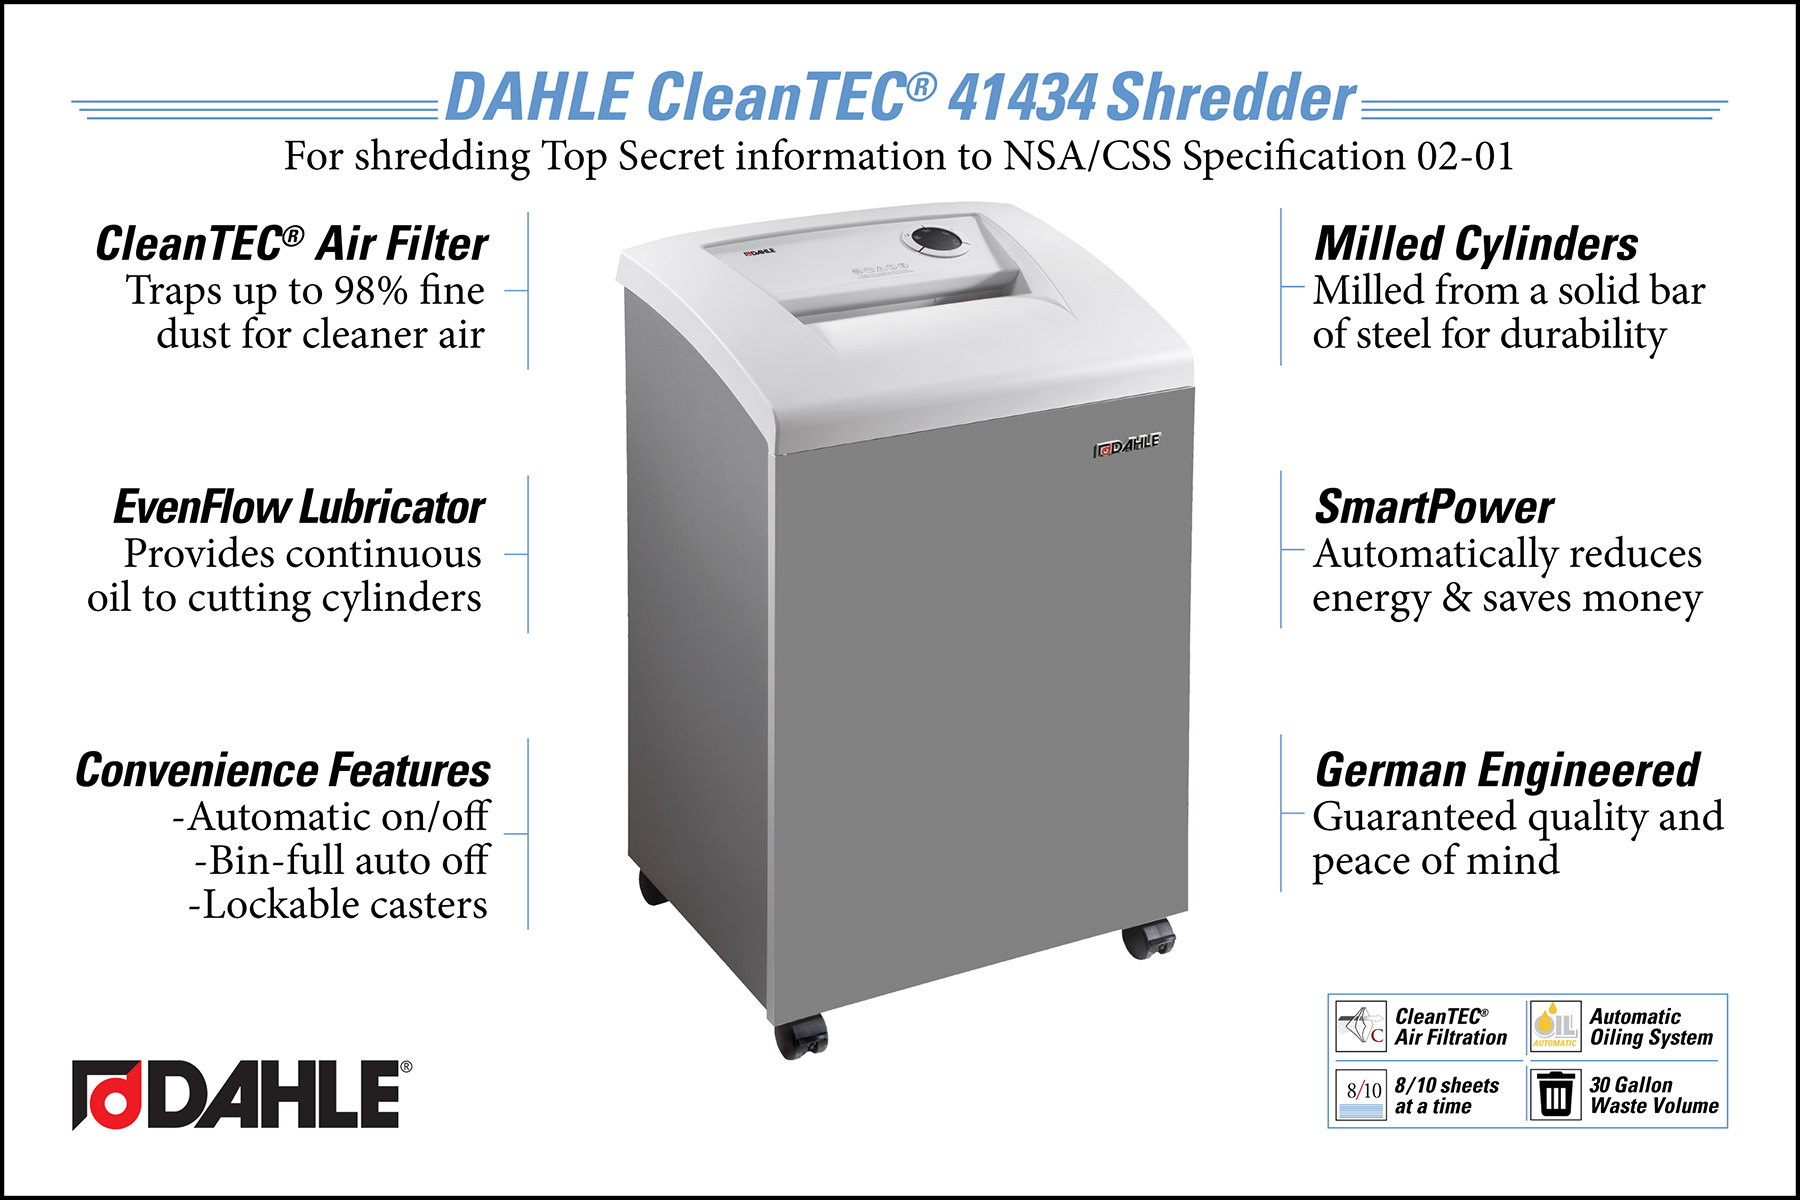 DAHLE CleanTEC® 41434 Shredder
For shredding Top Secret information to NSA/CSS Specification 02-01
CleanTEC® Air Filter
Traps up to 98% fine
dust for cleaner air
EvenFlow Lubricator
Provides continuous
oil to cutting cylinders
Convenience Features
-Automatic on/off
-Bin-full auto off
-Lockable casters
DAHLE
DAHLE
Milled Cylinders
Milled from a solid bar
of steel for durability
SmartPower
Automatically reduces
energy & saves money
German Engineered
Guaranteed quality and
peace of mind
DAHLE®
C
CleanTEC®
Air Filtration
OIL
AUTOMATIC
Automatic
Oiling System
8/10
8/10 sheets
at a time
30 Gallon
Waste Volume